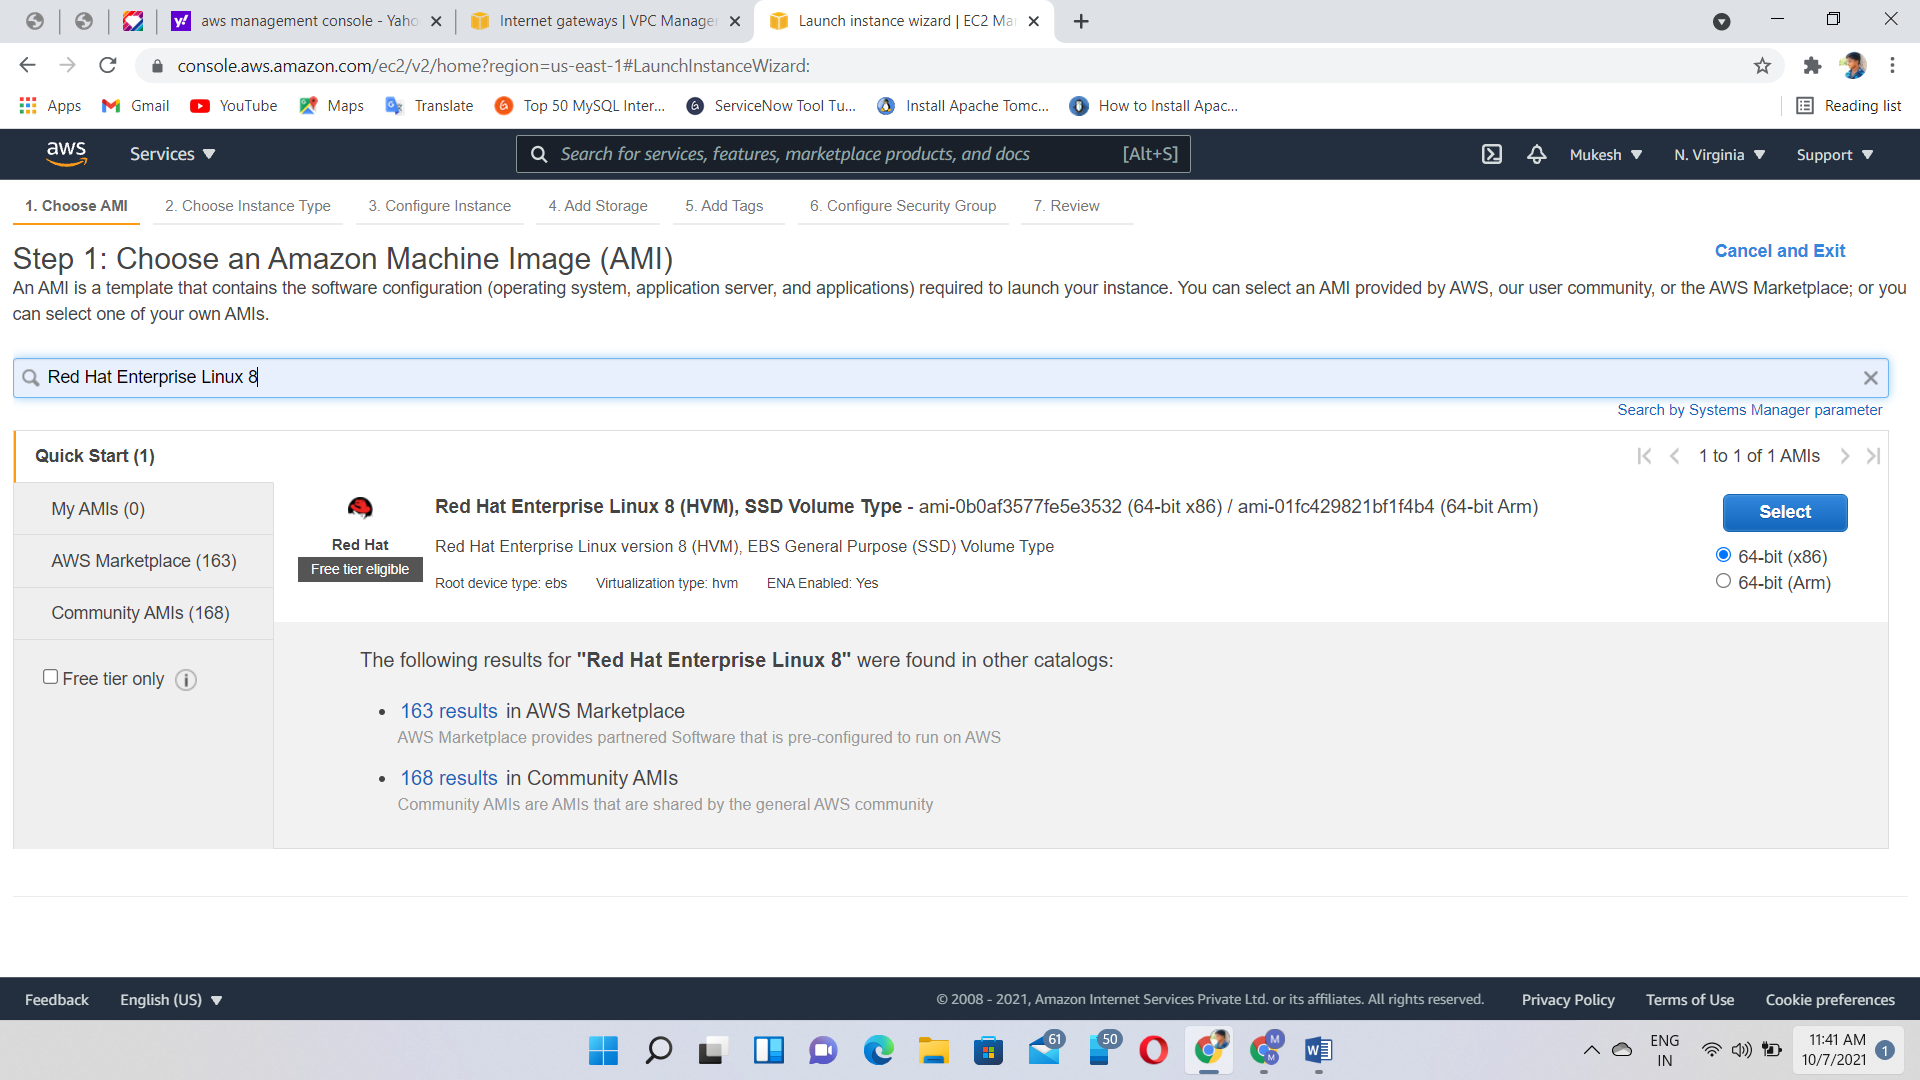 aws management console - Yaho
Internet gateways | VPC Manager
Launch instance wizard | EC2 Man
console.aws.amazon.com/ec2/v2/home?region=us-east-1#LaunchInstanceWizard:
Apps
Gmail
YouTube
Maps
Translate
Top 50 MySQL Inter...
ServiceNow Tool Tu...
Install Apache Tomc...
How to Install Apac...
Reading list
aws
Services
Search for services, features, marketplace products, and docs
[Alt+S]
Mukesh
N. Virginia
Support
1. Choose AMI
2. Choose Instance Type
3. Configure Instance
4. Add Storage
5. Add Tags
6. Configure Security Group
7. Review
Step 1: Choose an Amazon Machine Image (AMI)
Cancel and Exit
An AMI is a template that contains the software configuration (operating system, application server, and applications) required to launch your instance. You can select an AMI provided by AWS, our user community, or the AWS Marketplace; or you
can select one of your own AMIs.
Red Hat Enterprise Linux 8
Search by Systems Manager parameter
Quick Start (1)
1 to 1 of 1 AMIs
My AMIs (0)
AWS Marketplace (163)
Community AMIs (168)
Free tier only
Red Hat
Free tier eligible
Red Hat Enterprise Linux 8 (HVM), SSD Volume Type - ami-0b0af3577fe5e3532 (64-bit x86) / ami-01fc429821bf1f4b4 (64-bit Arm)
Red Hat Enterprise Linux version 8 (HVM), EBS General Purpose (SSD) Volume Type
Root device type: ebs
Virtualization type: hvm
ENA Enabled: Yes
Select
64-bit (x86)
64-bit (Arm)
The following results for "Red Hat Enterprise Linux 8" were found in other catalogs:
163 results in AWS Marketplace
AWS Marketplace provides partnered Software that is pre-configured to run on AWS
168 results in Community AMIs
Community AMIs are AMIs that are shared by the general AWS community
Feedback
English (US)
© 2008 - 2021, Amazon Internet Services Private Ltd. or its affiliates. All rights reserved.
Privacy Policy
Terms of Use
Cookie preferences
61
50
M
M
ENG
IN
11:41 AM
10/7/2021
1